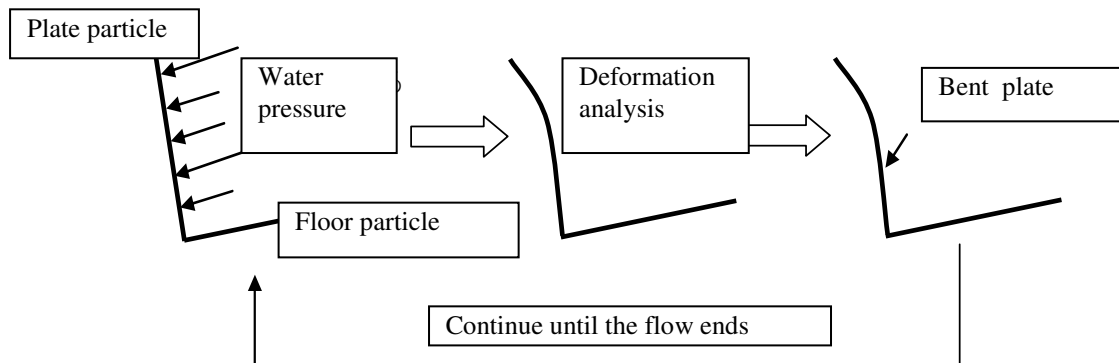 Plate particle
Water
pressure
Deformation
analysis
Bent plate
Floor particle
Continue until the flow ends